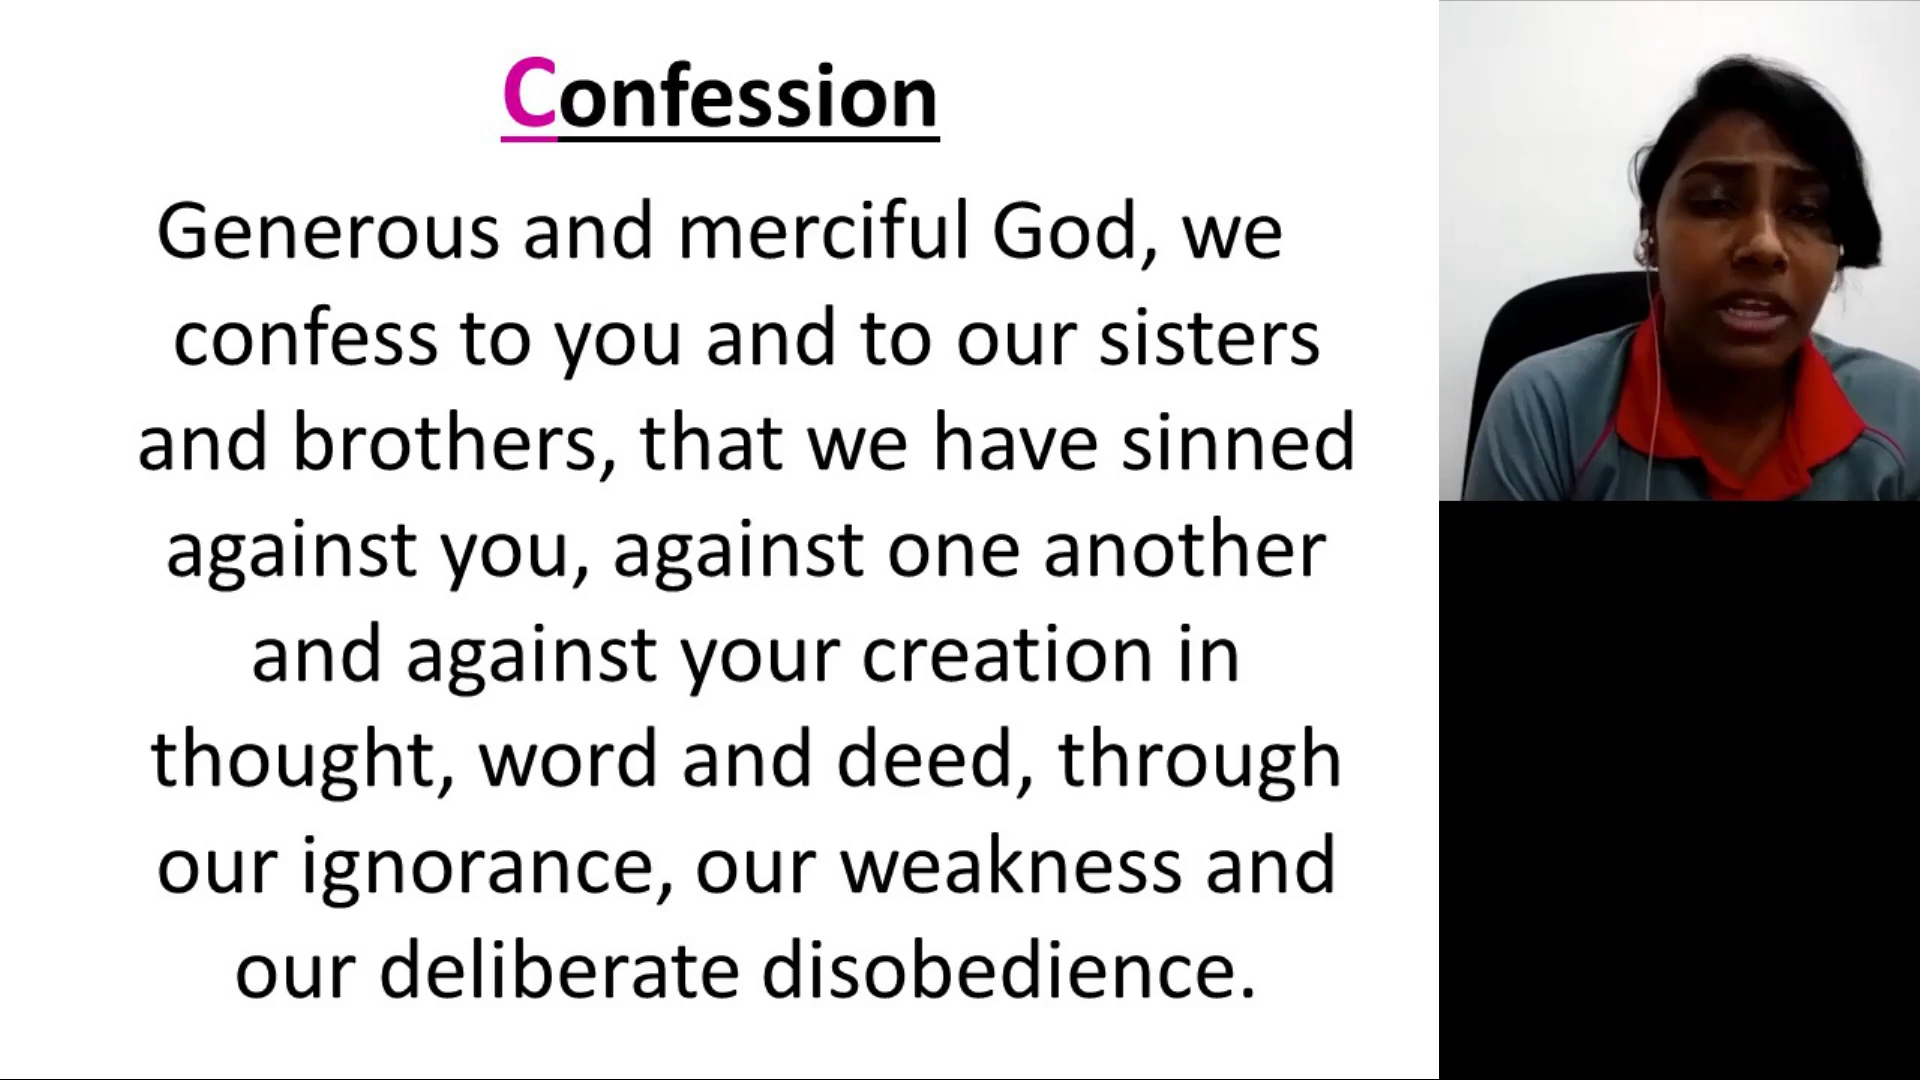 Confession
Generous and merciful God, we
confess to you and to our sisters
and brothers, that we have sinned
against you, against one another
and against your creation in
thought, word and deed, through
our ignorance, our weakness and
our deliberate disobedience.